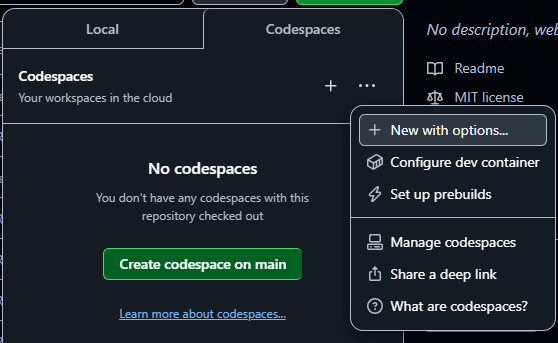 Local
Codespaces
No description, web
Codespaces
Your workspaces in the cloud
Readme
MIT license
New with options...
Configure dev container
Set up prebuilds
Manage codespaces
Share a deep link
What are codespaces?
No codespaces
You don't have any codespaces with this
repository checked out
Create codespace on main
Learn more about codespaces...